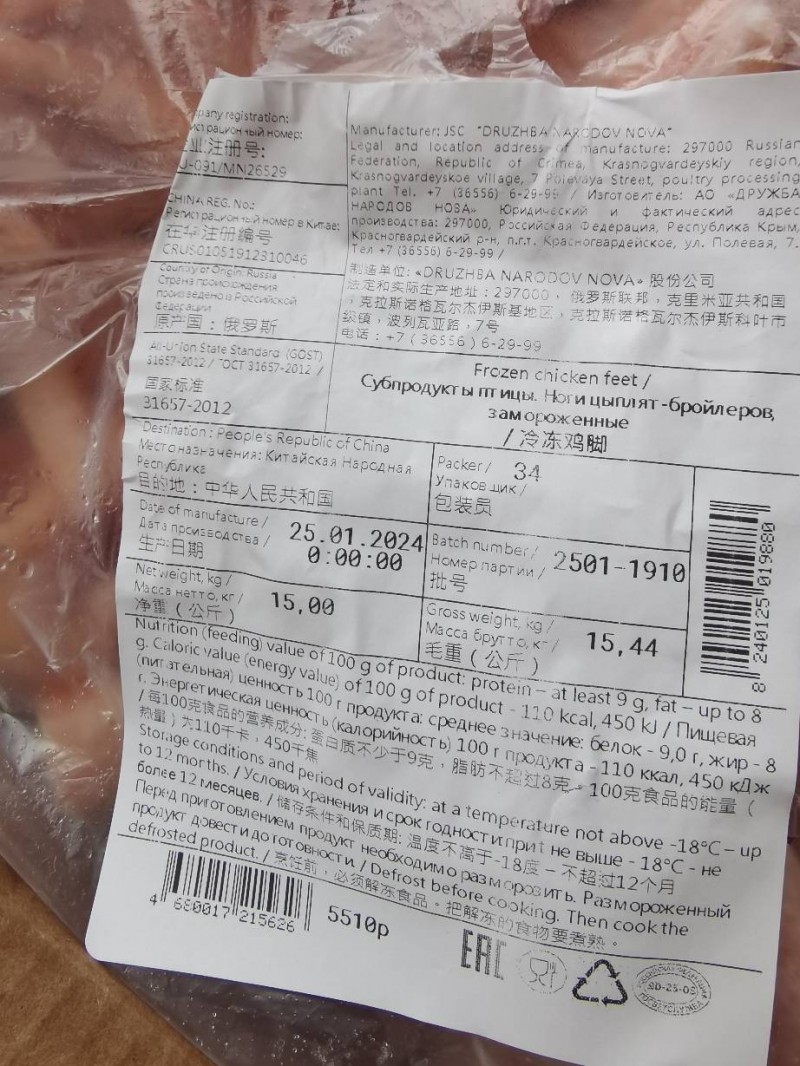 pany registration:
истрационный номер:
业注册号:
U-091/MN26529
CHINA REG. No.:
Регистрационный номер в Китае:
在华注册编号
CRUS01051912310046
Country of Origin: Russia
Страна происхождения
произведено в Российской
Федерации
原产国：俄罗斯
All-Union State Standard (GOST)
31657-2012 / ГОСТ 31657-2012 /
国家标准
31657-2012
Manufacturer: JSC "DRUZHBA NARODOV NOVA"
Legal and location address of manufacture: 297000 Russian
Federation, Republic of Crimea, Krasnogvardeyskiy region,
Krasnogvardeyskoe village, 7 Polevaya Street, poultry processing
plant Tel. +7 (36556) 6-29-99 / Изготовитель: АО «ДРУЖБА
НАРОДОВ НОВА» Юридический и фактический адрес
производства: 297000, Российская Федерация, Республика Крым,
Красногвардейский р-н, п.г.т. Красногвардейское, ул. Полевая, 7.
Тел +7 (36556) 6-29-99 /
制造单位: «DRUZHBA NARODOV NOVA» 股份公司
法定和实际生产地址：297000，俄罗斯联邦，克里米亚共和国
，克拉斯诺格瓦尔杰伊斯基地区，克拉斯诺格瓦尔杰伊斯科叶市
级镇，波列瓦亚路，7号
电话：+7 ( 36556 ) 6-29-99
Frozen chicken feet /
Субпродукты птицы. Ноги цыплят-бройлеров,
замороженные
/ 冷冻鸡脚
Destination: People's Republic of China
Место назначения: Китайская Народная
Республика
目的地：中华人民共和国
Packer/ 34
Упаковщик /
包装员
Date of manufacture /
Дата производства /
生产日期
25.01.2024
0:00:00
Batch number/
Номер партии /
批号
2501-1910
Net weight, kg /
Масса нетто, кг /
净重（公斤）
15,00
Gross weight, kg /
Масса брутто, кг /
毛重（公斤）
15,44
8 240125 019880
Nutrition (feeding) value of 100 g of product: protein – at least 9 g, fat – up to 8
g. Caloric value (energy value) of 100 g of product - 110 kcal, 450 kJ / Пищевая
(питательная) ценность 100 г продукта: среднее значение: белок - 9,0 г, жир - 8
г. Энергетическая ценность (калорийность) 100 г продукта - 110 ккал, 450 кДж
/ 每100克食品的营养成分: 蛋白质不少于9克，脂肪不超过8克。100克食品的能量（
热量）为110千卡，450千焦
Storage conditions and period of validity: at a temperature not above -18°C – up
to 12 months. / Условия хранения и срок годности при t не выше - 18°C - не
более 12 месяцев. / 储存条件和保质期: 温度不高于-18度 – 不超过12个月
Перед приготовлением продукт необходимо разморозить. Размороженный
продукт довести до готовности / Defrost before cooking. Then cook the
defrosted product. / 烹饪前，必须解冻食品。把解冻的食物要煮熟。
4 680017 215626
5510р
EAC